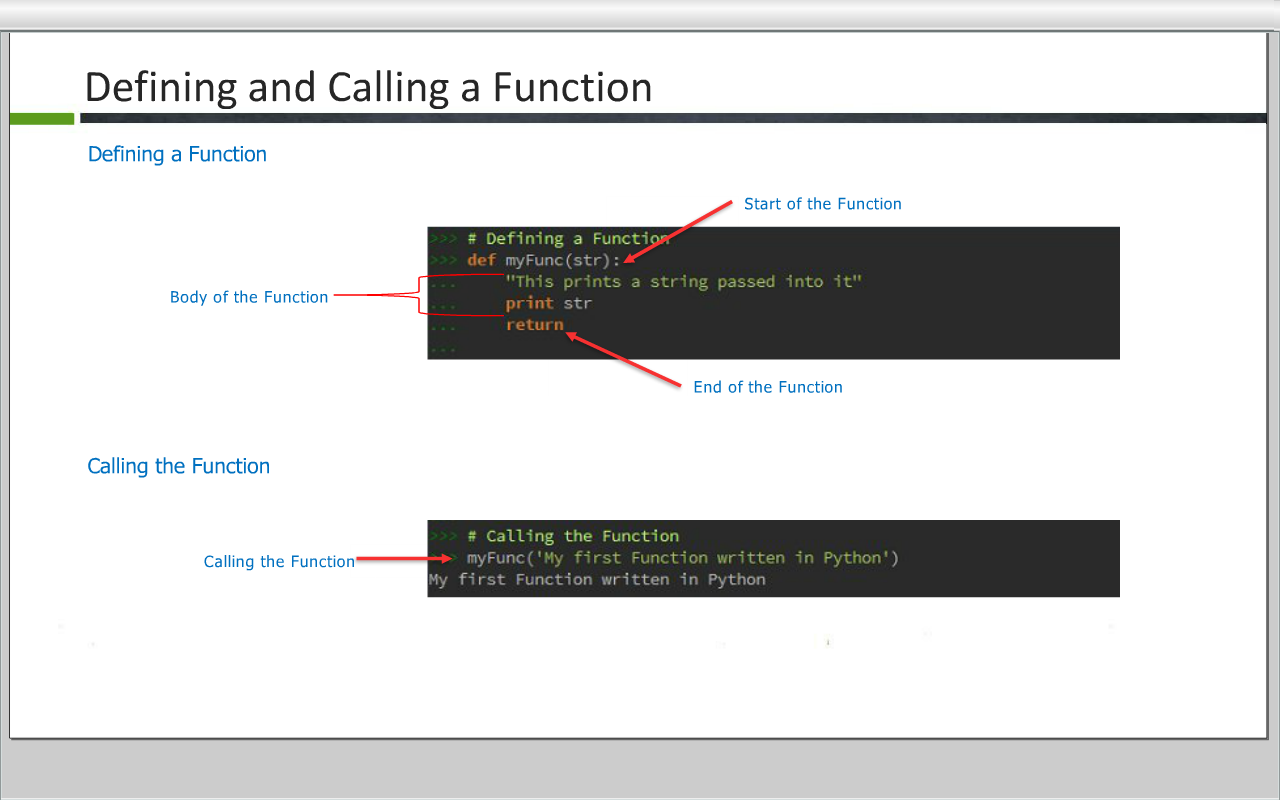 Defining and Calling a Function
Defining a Function
Start of the Function
>>> # Defining a Function
>>> def myFunc(str):
... "This prints a string passed into it"
Body of the Function
... print str
... return
...
End of the Function
Calling the Function
>>> # Calling the Function
Calling the Function
>>> myFunc('My first Function written in Python')
My first Function written in Python